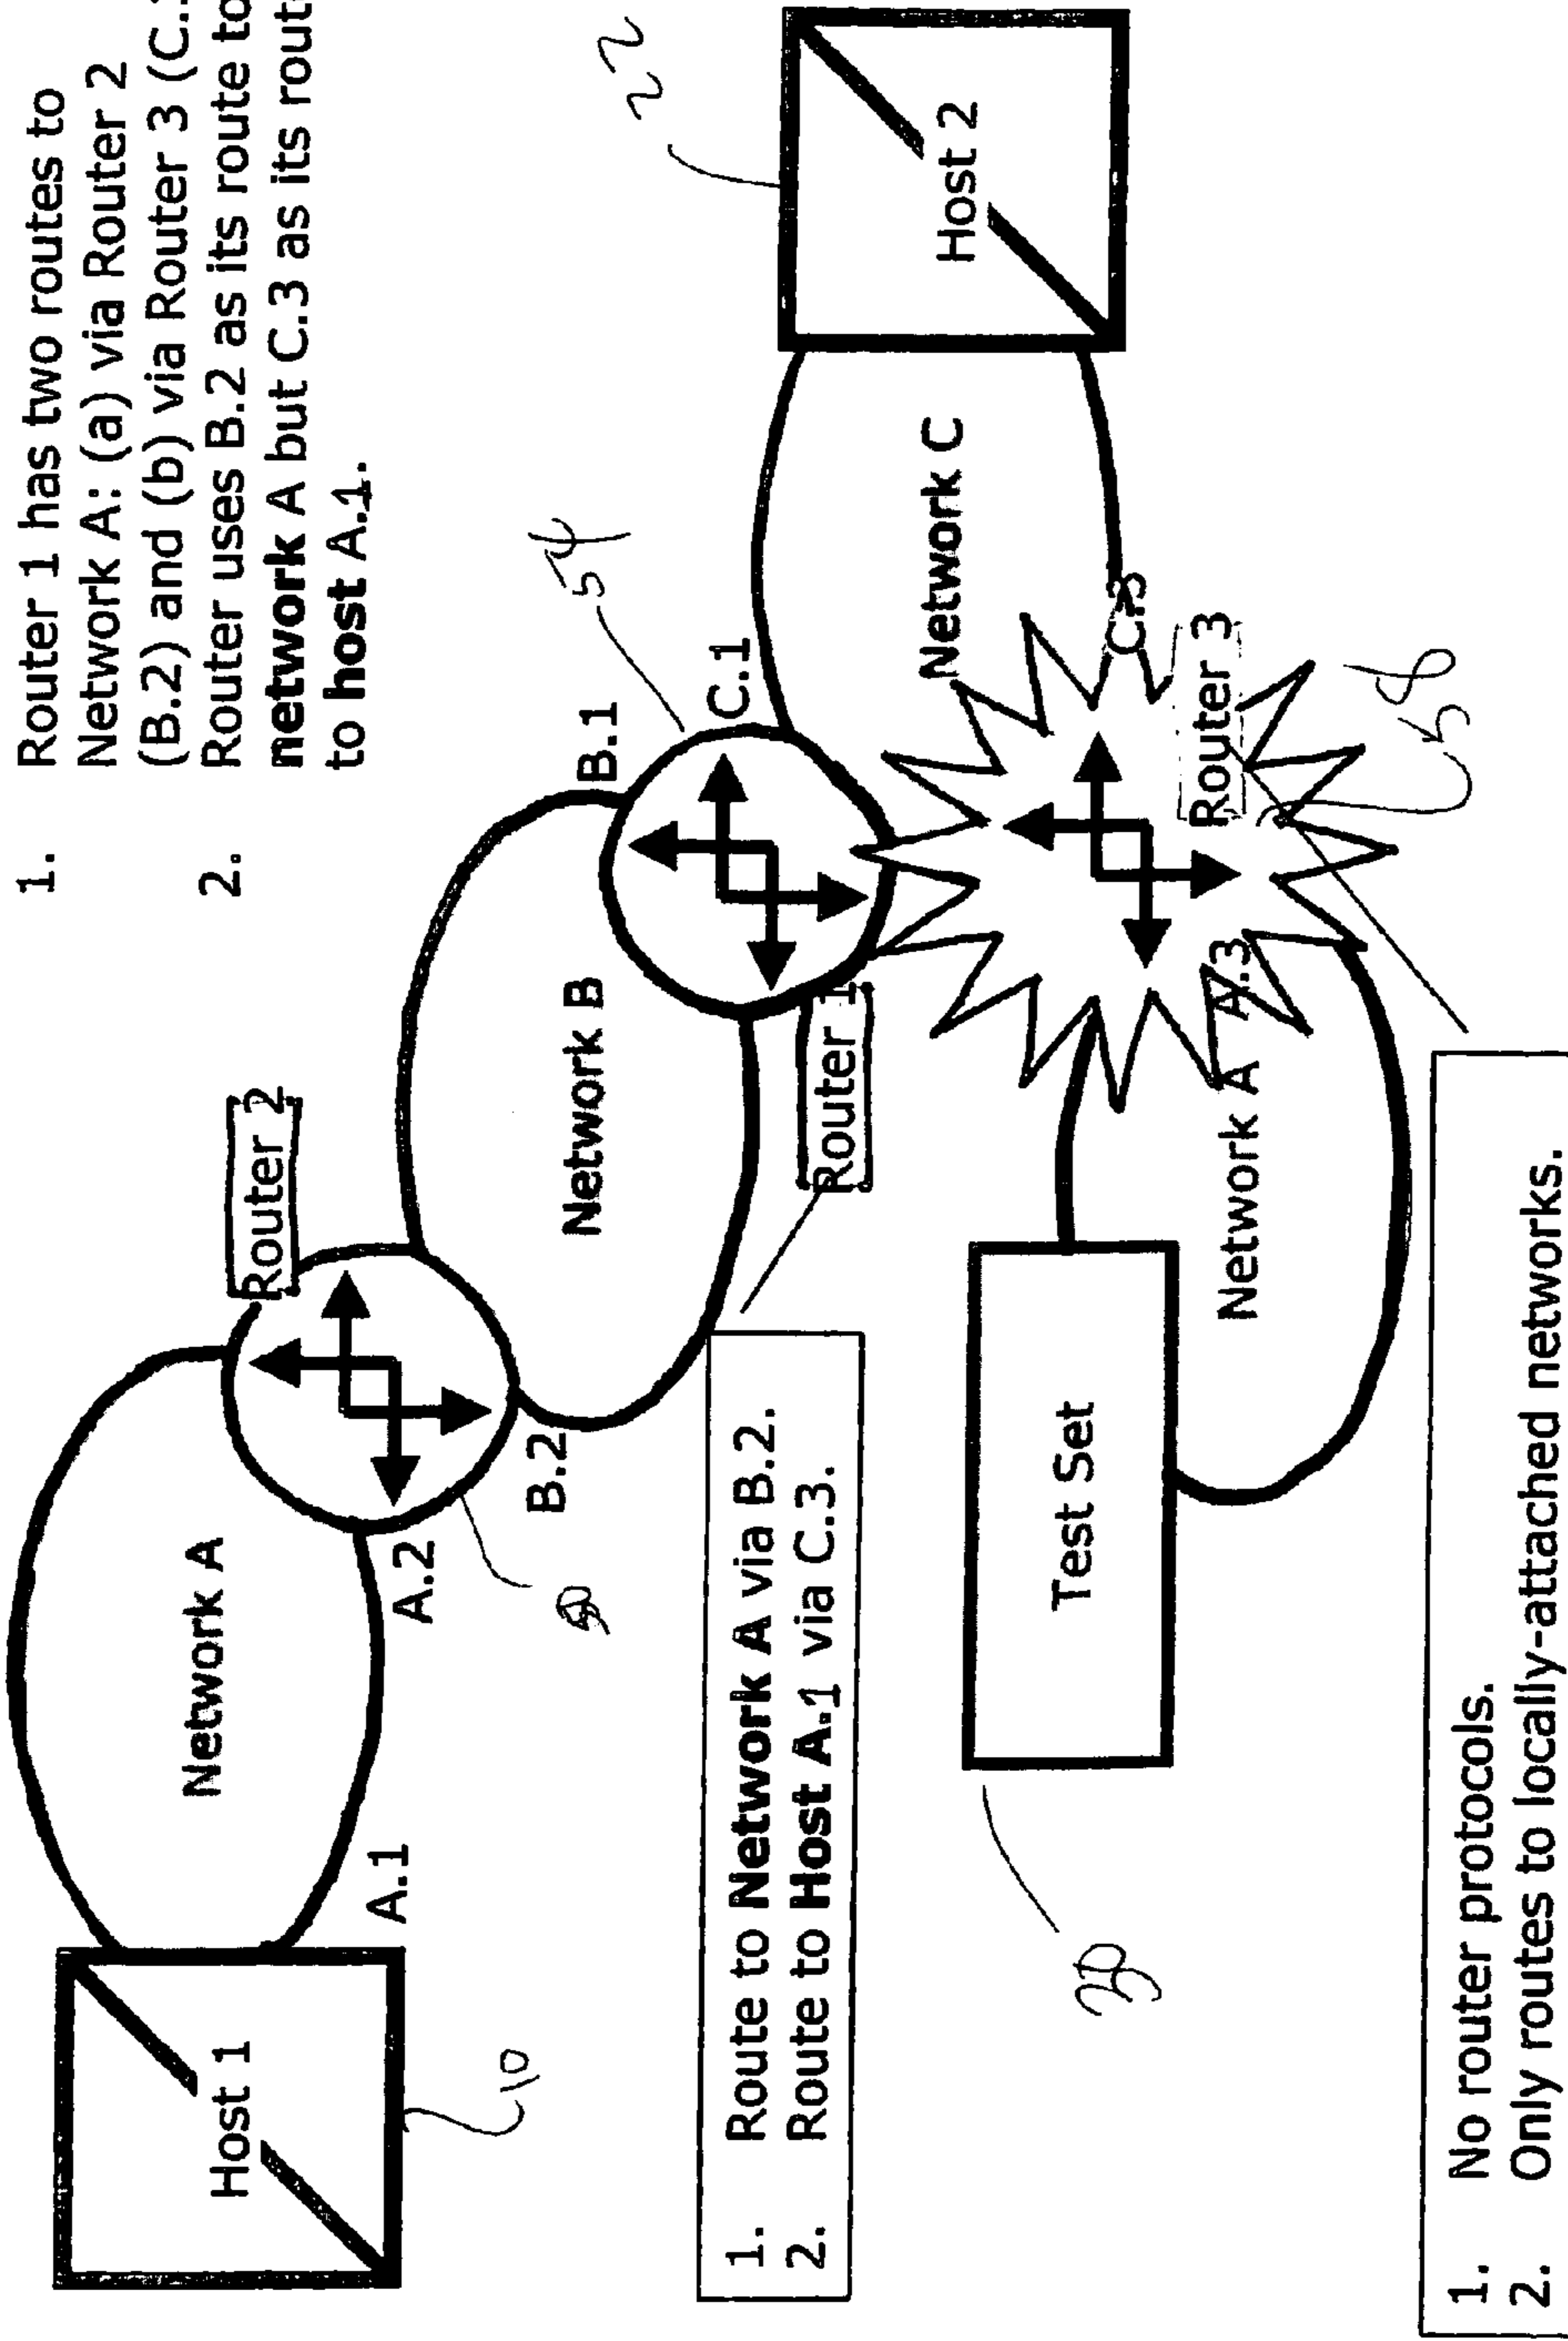 1. Router 1 has two routes to
Network A: (a) via Router 2
(B.2) and (b) via Router 3 (C.
2. Router uses B.2 as its route to
network A but C.3 as its rout
to host A.1.
Host 1
10
A.1
Network A
A.2
Router 2
B.2
Network B
B.1
54
C.1
Router 1
Network C
Host 2
22
C.3
Router 3
58
1. Route to Network A via B.2.
2. Route to Host A.1 via C.3.
Test Set
Network A
A.3
1. No router protocols.
2. Only routes to locally-attached networks.